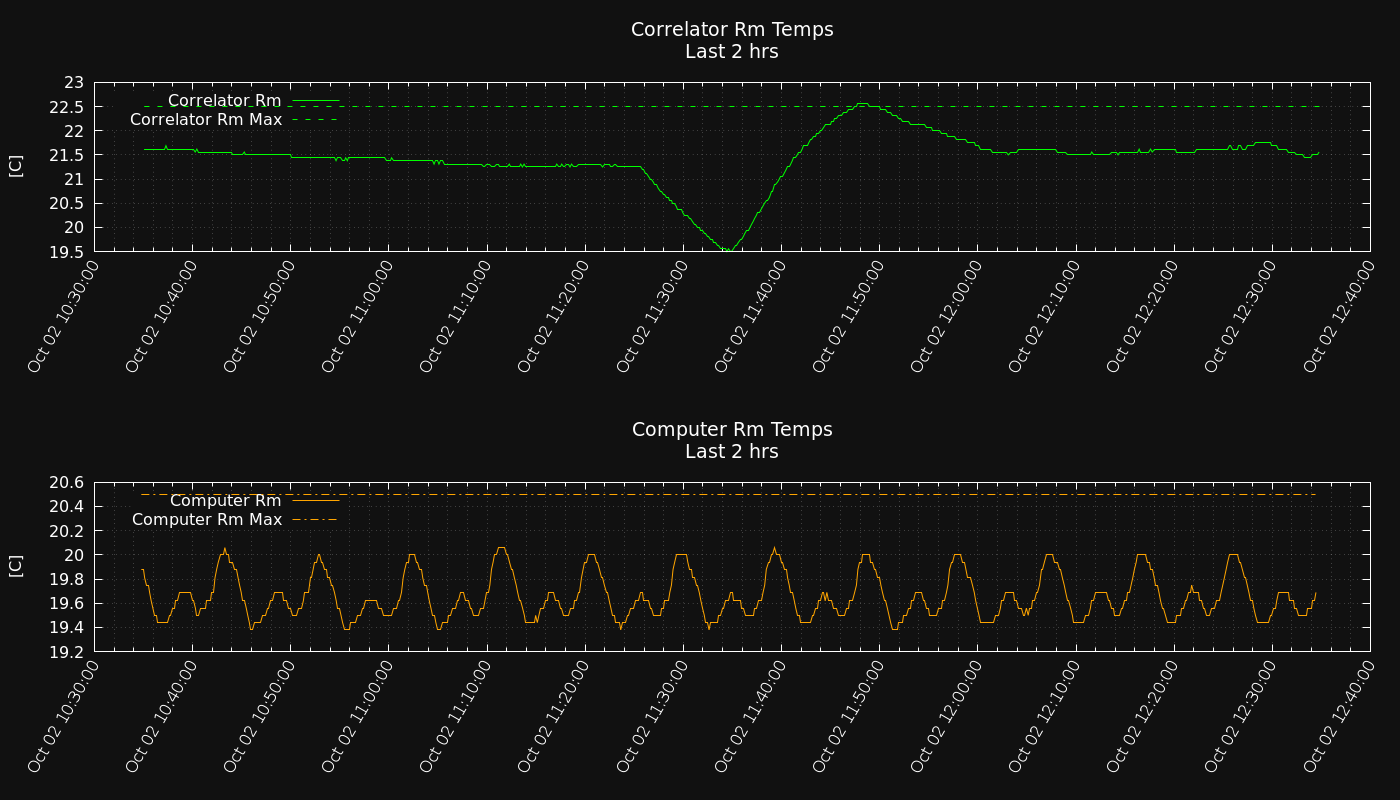 Correlator Rm Temps
Last 2 hrs
[C]
23
22.5
22
21.5
21
20.5
20
19.5
Correlator Rm
Correlator Rm Max
Oct 02 10:30:00
Oct 02 10:40:00
Oct 02 10:50:00
Oct 02 11:00:00
Oct 02 11:10:00
Oct 02 11:20:00
Oct 02 11:30:00
Oct 02 11:40:00
Oct 02 11:50:00
Oct 02 12:00:00
Oct 02 12:10:00
Oct 02 12:20:00
Oct 02 12:30:00
Oct 02 12:40:00
Computer Rm Temps
Last 2 hrs
[C]
20.6
20.4
20.2
20
19.8
19.6
19.4
19.2
Computer Rm
Computer Rm Max
Oct 02 10:30:00
Oct 02 10:40:00
Oct 02 10:50:00
Oct 02 11:00:00
Oct 02 11:10:00
Oct 02 11:20:00
Oct 02 11:30:00
Oct 02 11:40:00
Oct 02 11:50:00
Oct 02 12:00:00
Oct 02 12:10:00
Oct 02 12:20:00
Oct 02 12:30:00
Oct 02 12:40:00